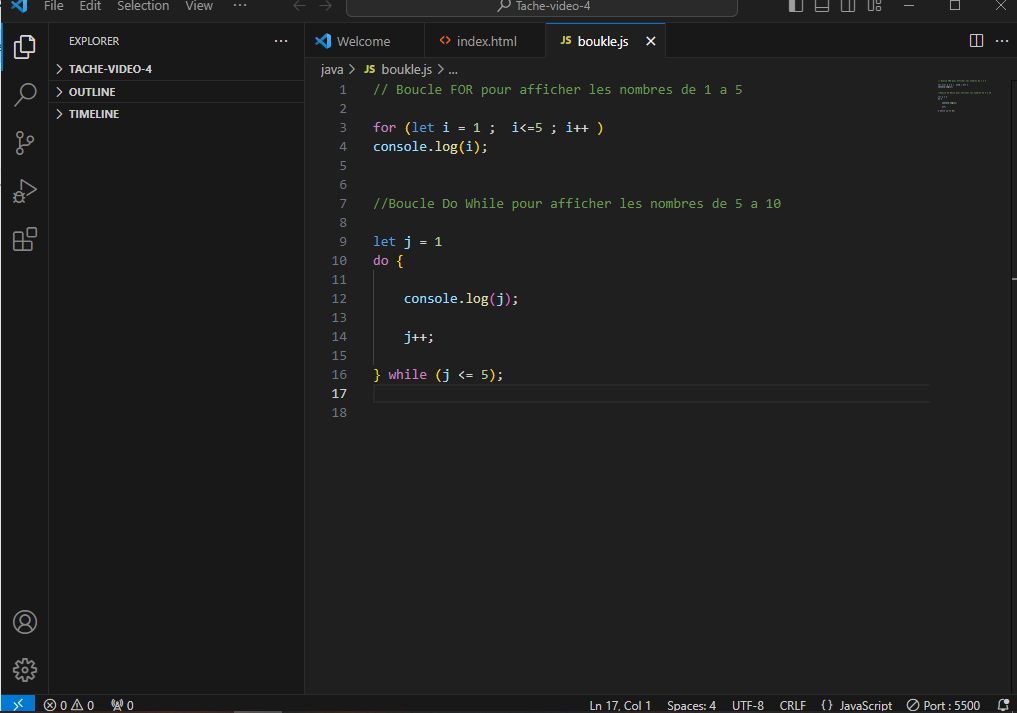 File Edit Selection View ... Tache-video-4
EXPLORER ...
Welcome
index.html
JS boukle.js
TACHE-VIDEO-4
OUTLINE
TIMELINE
java > JS boukle.js > ...
1 // Boucle FOR pour afficher les nombres de 1 a 5
2
3 for (let i = 1 ;  i<=5 ; i++ )
4 console.log(i);
5
6
7 //Boucle Do While pour afficher les nombres de 5 a 10
8
9 let j = 1
10 do {
11
12     console.log(j);
13
14     j++;
15
16 } while (j <= 5);
17
18
0 0 0 Ln 17, Col 1 Spaces: 4 UTF-8 CRLF {} JavaScript Port : 5500